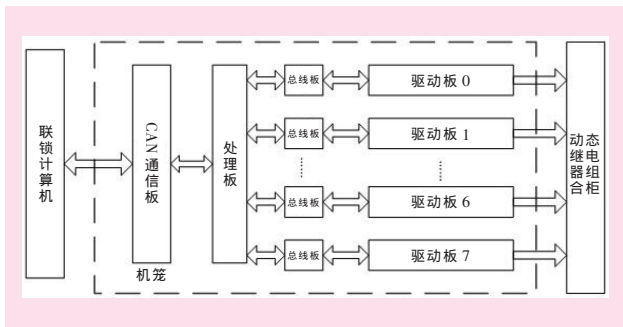 联锁计算机
CAN通信板
机笼
处理板
总线板
驱动板 0
总线板
驱动板 1
……
……
总线板
驱动板 6
总线板
驱动板 7
动态
继电
器组
合柜